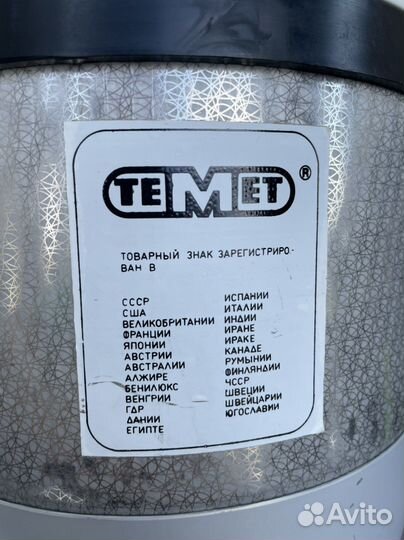 TEMET ®
ТОВАРНЫЙ ЗНАК ЗАРЕГИСТРИРО-
ВАН В
СССР
США
ВЕЛИКОБРИТАНИИ
ФРАНЦИИ
ЯПОНИИ
АВСТРИИ
АВСТРАЛИИ
АЛЖИРЕ
БЕНИЛЮКС
ВЕНГРИИ
ГДР
ДАНИИ
ЕГИПТЕ
ИСПАНИИ
ИТАЛИИ
ИНДИИ
ИРАНЕ
ИРАКЕ
КАНАДЕ
РУМЫНИИ
ФИНЛЯНДИИ
ЧССР
ШВЕЦИИ
ШВЕЙЦАРИИ
ЮГОСЛАВИИ
Avito